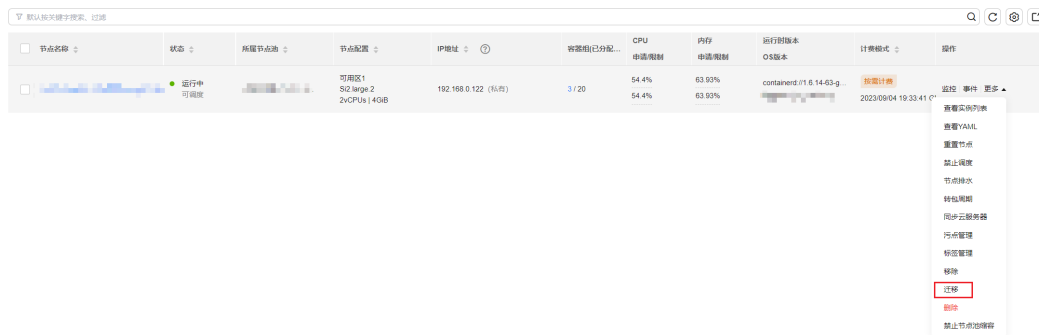 默认按关键字搜索、过滤
节点名称 状态 所属节点池 节点配置 IP地址 容器组(已分配... CPU 申请/限制 内存 申请/限制 运行时版本 OS版本 计费模式 操作
运行中
可调度
可用区1
Si2.large.2
2vCPUs | 4GiB
192.168.0.122 (私有)
3 / 20
54.4%
54.4%
63.93%
63.93%
containerd://1.6.14-63-g...
按需计费
2023/09/04 19:33:41 G
监控 事件 更多
查看实例列表
查看YAML
重置节点
禁止调度
节点排水
转包周期
同步云服务器
污点管理
标签管理
移除
迁移
删除
禁止节点池缩容